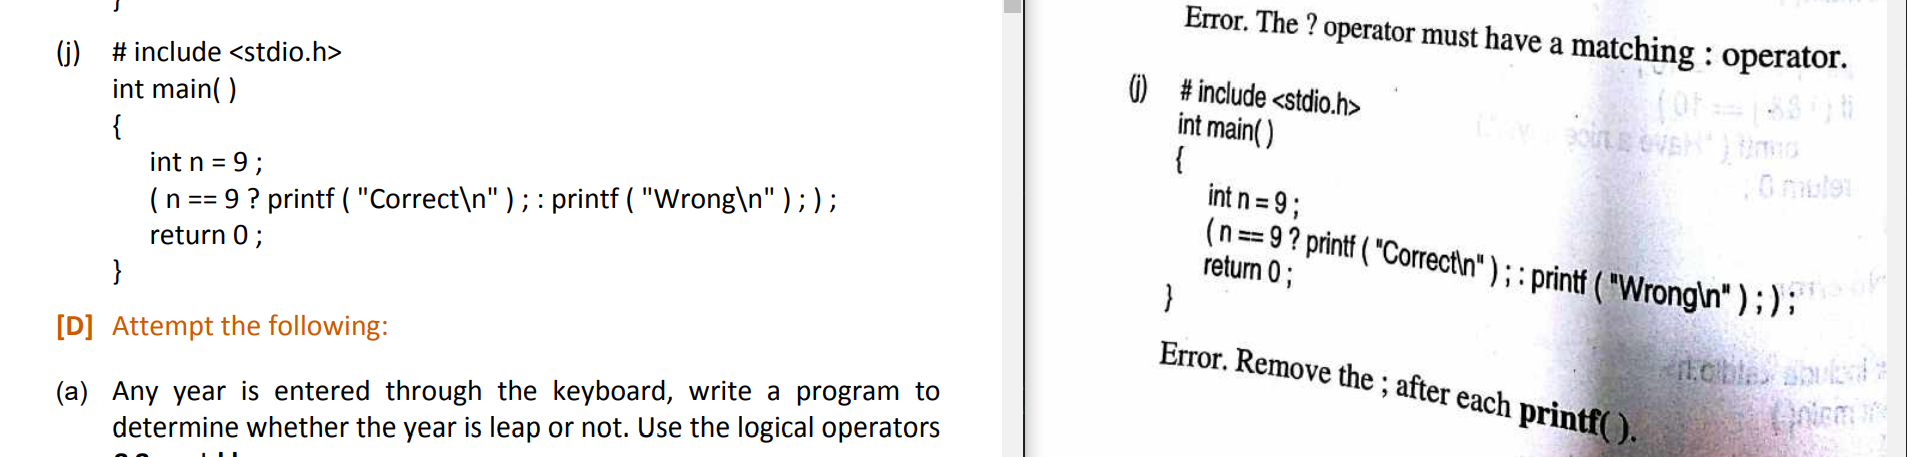 }
(j) # include <stdio.h>
int main( )
{
int n = 9 ;
( n == 9 ? printf ( "Correct\n" ) ; : printf ( "Wrong\n" ) ; ) ;
return 0 ;
}
[D] Attempt the following:
(a) Any year is entered through the keyboard, write a program to
determine whether the year is leap or not. Use the logical operators
Error. The ? operator must have a matching : operator.
(j) # include <stdio.h>
int main( )
{
int n = 9 ;
( n == 9 ? printf ( "Correct\n" ) ; : printf ( "Wrong\n" ) ; ) ;
return 0 ;
}
Error. Remove the ; after each printf( ).